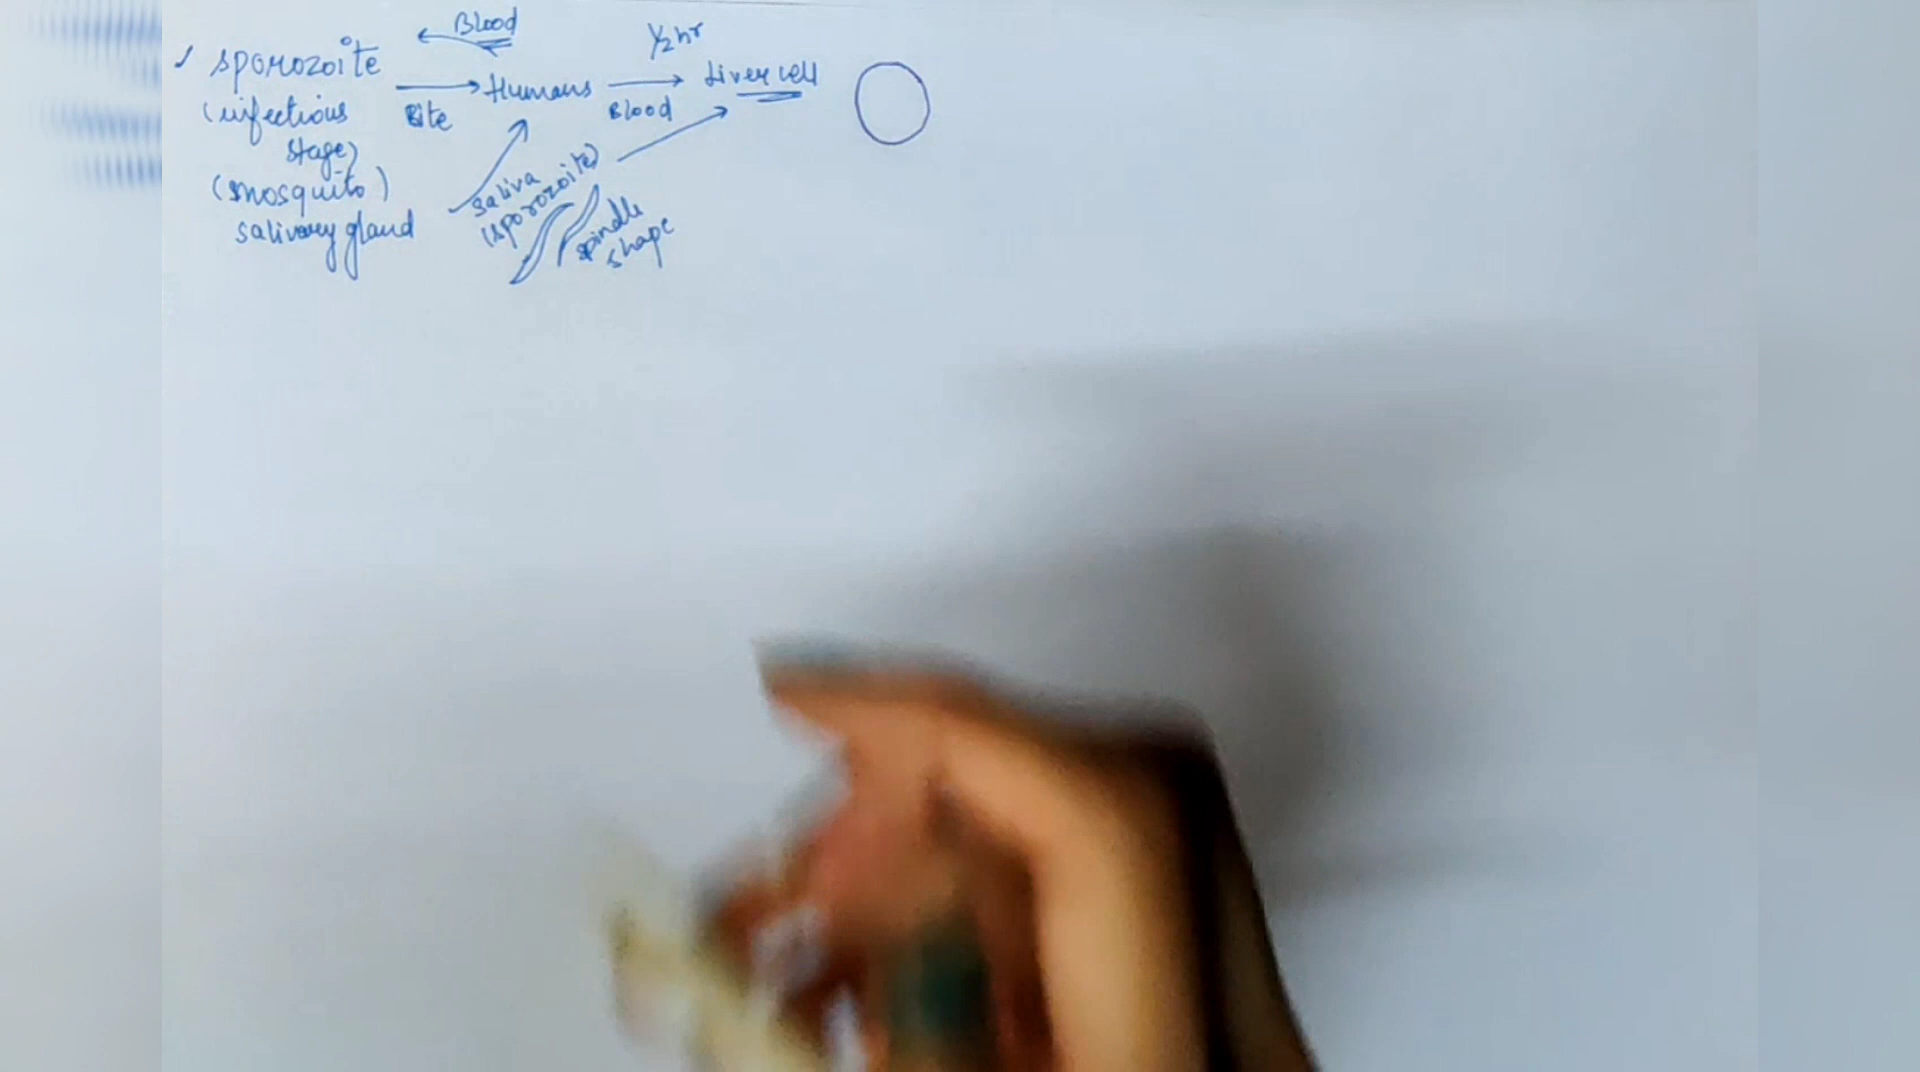 Blood
½ hr
sporozoite
Humans
Liver cell
(infectious
Bite
Blood
stage)
(mosquito)
saliva
(sporozoite)
salivary gland
spindle
shape